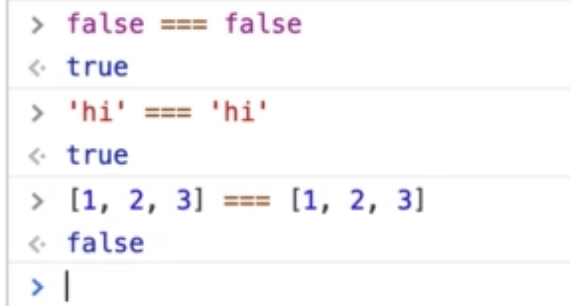 > false === false
<· true
> 'hi' === 'hi'
<· true
> [1, 2, 3] === [1, 2, 3]
<· false
>